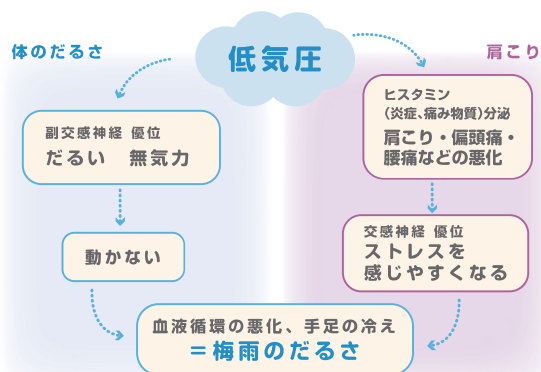 低気圧
体のだるさ
副交感神経 優位
だるい　無気力
動かない
肩こり
ヒスタミン
（炎症、痛み物質）分泌
肩こり・偏頭痛・
腰痛などの悪化
交感神経 優位
ストレスを
感じやすくなる
血液循環の悪化、手足の冷え
＝梅雨のだるさ